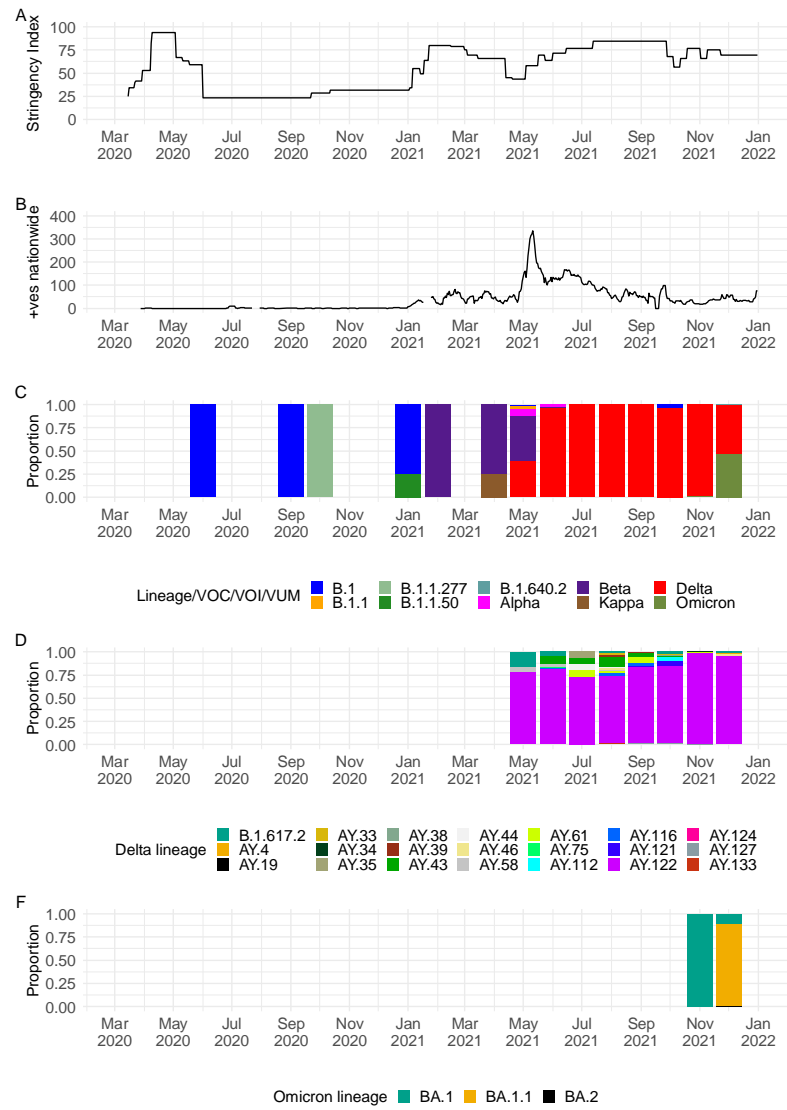 A
Stringency Index
100
75
50
25
0
Mar May Jul Sep Nov Jan Mar May Jul Sep Nov Jan
2020 2020 2020 2020 2020 2021 2021 2021 2021 2021 2021 2022
B
+ves nationwide
400
300
200
100
0
Mar May Jul Sep Nov Jan Mar May Jul Sep Nov Jan
2020 2020 2020 2020 2020 2021 2021 2021 2021 2021 2021 2022
C
Proportion
1.00
0.75
0.50
0.25
0.00
Mar May Jul Sep Nov Jan Mar May Jul Sep Nov Jan
2020 2020 2020 2020 2020 2021 2021 2021 2021 2021 2021 2022
Lineage/VOC/VOI/VUM
B.1 B.1.1.277 B.1.640.2 Beta Delta
B.1.1 B.1.1.50 Alpha Kappa Omicron
D
Proportion
1.00
0.75
0.50
0.25
0.00
Mar May Jul Sep Nov Jan Mar May Jul Sep Nov Jan
2020 2020 2020 2020 2020 2021 2021 2021 2021 2021 2021 2022
Delta lineage
B.1.617.2 AY.33 AY.38 AY.44 AY.61 AY.116 AY.124
AY.4 AY.34 AY.39 AY.46 AY.75 AY.121 AY.127
AY.19 AY.35 AY.43 AY.58 AY.112 AY.122 AY.133
F
Proportion
1.00
0.75
0.50
0.25
0.00
Mar May Jul Sep Nov Jan Mar May Jul Sep Nov Jan
2020 2020 2020 2020 2020 2021 2021 2021 2021 2021 2021 2022
Omicron lineage BA.1 BA.1.1 BA.2